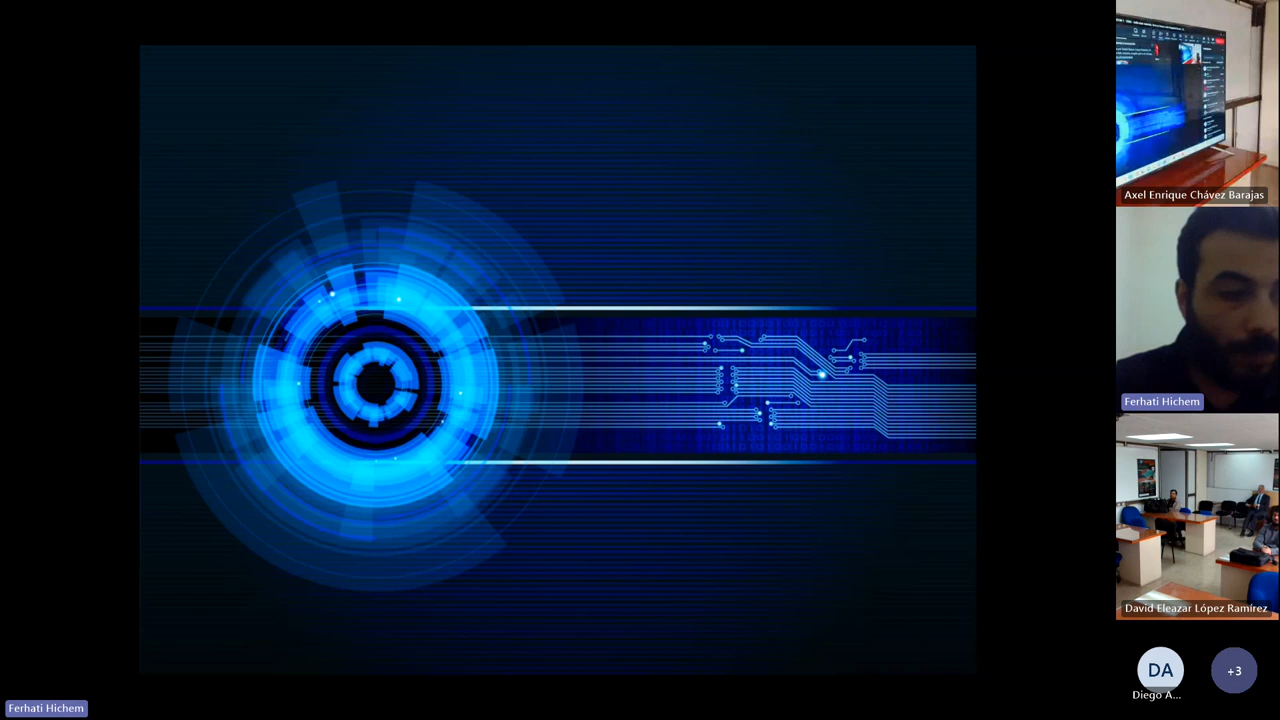 Axel Enrique Chávez Barajas
Ferhati Hichem
David Eleazar López Ramírez
DA
+3
Diego A...
Ferhati Hichem